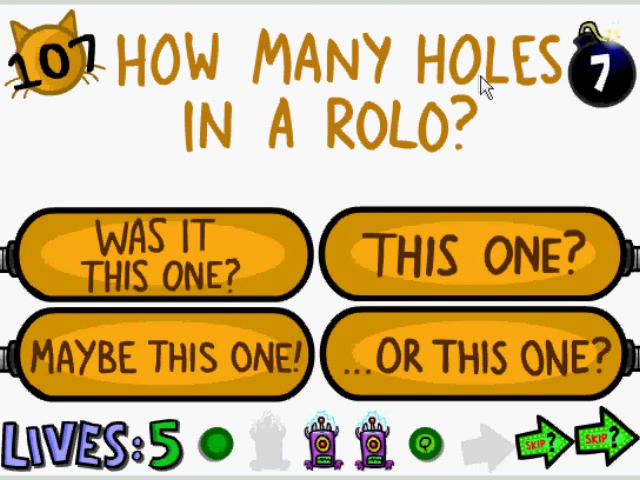 107
HOW MANY HOLES
7
IN A ROLO?
WAS IT
THIS ONE?
THIS ONE?
MAYBE THIS ONE!
...OR THIS ONE?
LIVES:5
SKIP?
SKIP?